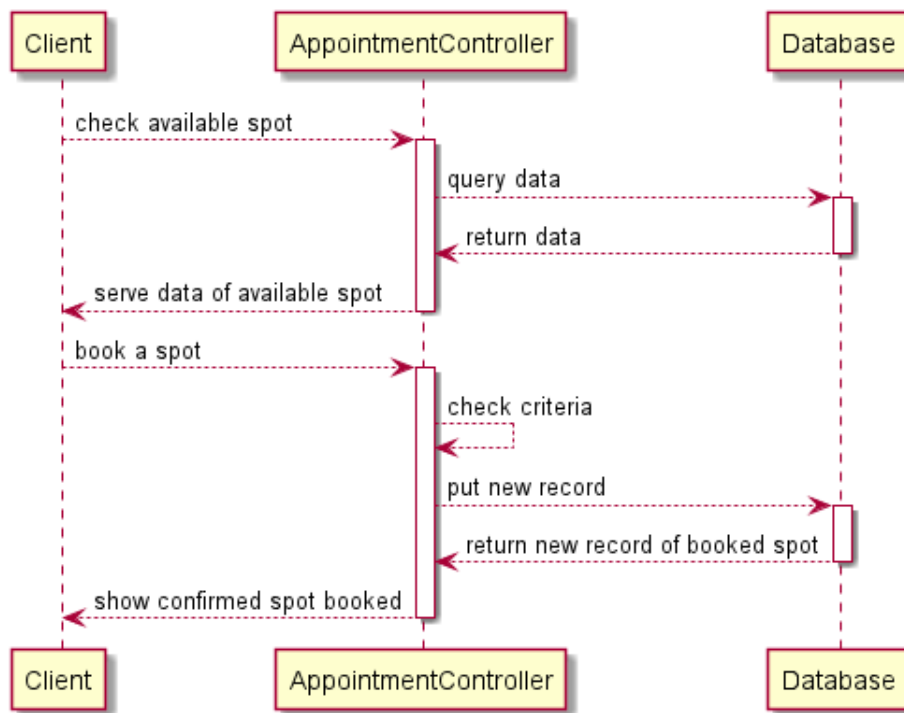 Client
AppointmentController
Database
check available spot
query data
return data
serve data of available spot
book a spot
check criteria
put new record
return new record of booked spot
show confirmed spot booked
Client
AppointmentController
Database